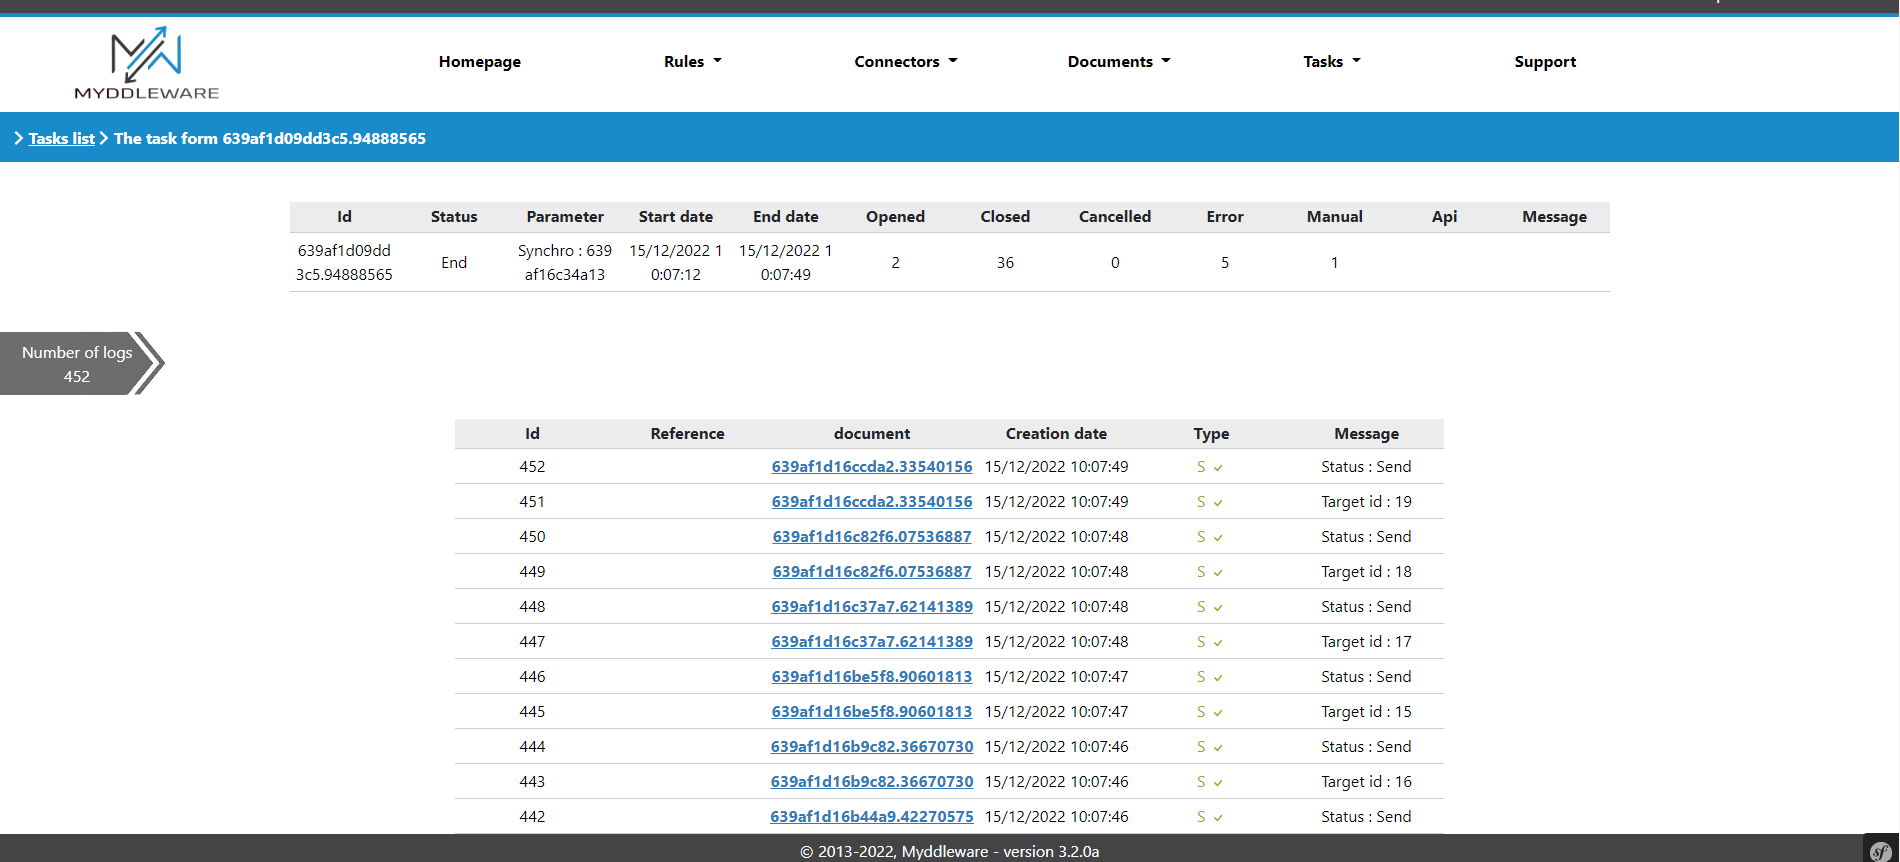 MYDDLEWARE
Homepage Rules Connectors Documents Tasks Support
Tasks list The task form 639af1d09dd3c5.94888565
Id Status Parameter Start date End date Opened Closed Cancelled Error Manual Api Message
639af1d09dd Synchro : 639 15/12/2022 1 15/12/2022 1
End 2 36 0 5 1
3c5.94888565 af16c34a13 0:07:12 0:07:49
Number of logs
452
Id Reference document Creation date Type Message
452 639af1d16ccda2.33540156 15/12/2022 10:07:49 S Status : Send
451 639af1d16ccda2.33540156 15/12/2022 10:07:49 S Target id : 19
450 639af1d16c82f6.07536887 15/12/2022 10:07:48 S Status : Send
449 639af1d16c82f6.07536887 15/12/2022 10:07:48 S Target id : 18
448 639af1d16c37a7.62141389 15/12/2022 10:07:48 S Status : Send
447 639af1d16c37a7.62141389 15/12/2022 10:07:48 S Target id : 17
446 639af1d16be5f8.90601813 15/12/2022 10:07:47 S Status : Send
445 639af1d16be5f8.90601813 15/12/2022 10:07:47 S Target id : 15
444 639af1d16b9c82.36670730 15/12/2022 10:07:46 S Status : Send
443 639af1d16b9c82.36670730 15/12/2022 10:07:46 S Target id : 16
442 639af1d16b44a9.42270575 15/12/2022 10:07:46 S Status : Send
© 2013-2022, Myddleware - version 3.2.0a
sf